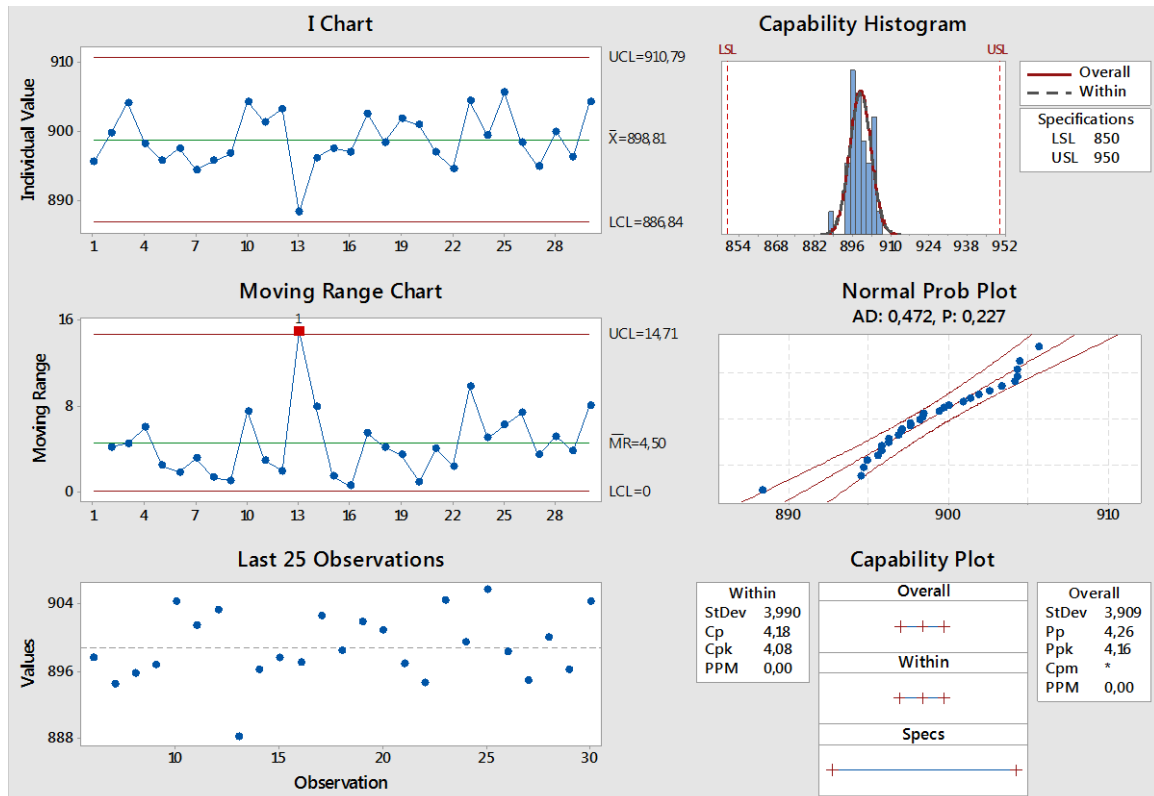 I Chart
Individual Value
910
900
890
UCL=910,79
X̄=898,81
LCL=886,84
1 4 7 10 13 16 19 22 25 28
Capability Histogram
LSL USL
854 868 882 896 910 924 938 952
Overall
Within
Specifications
LSL 850
USL 950
Moving Range Chart
Moving Range
16
8
0
1
UCL=14,71
M̅R̅=4,50
LCL=0
1 4 7 10 13 16 19 22 25 28
Normal Prob Plot
AD: 0,472, P: 0,227
890 900 910
Last 25 Observations
Values
904
896
888
10 15 20 25 30
Observation
Capability Plot
Within
StDev 3,990
Cp 4,18
Cpk 4,08
PPM 0,00
Overall
Within
Specs
Overall
StDev 3,909
Pp 4,26
Ppk 4,16
Cpm *
PPM 0,00